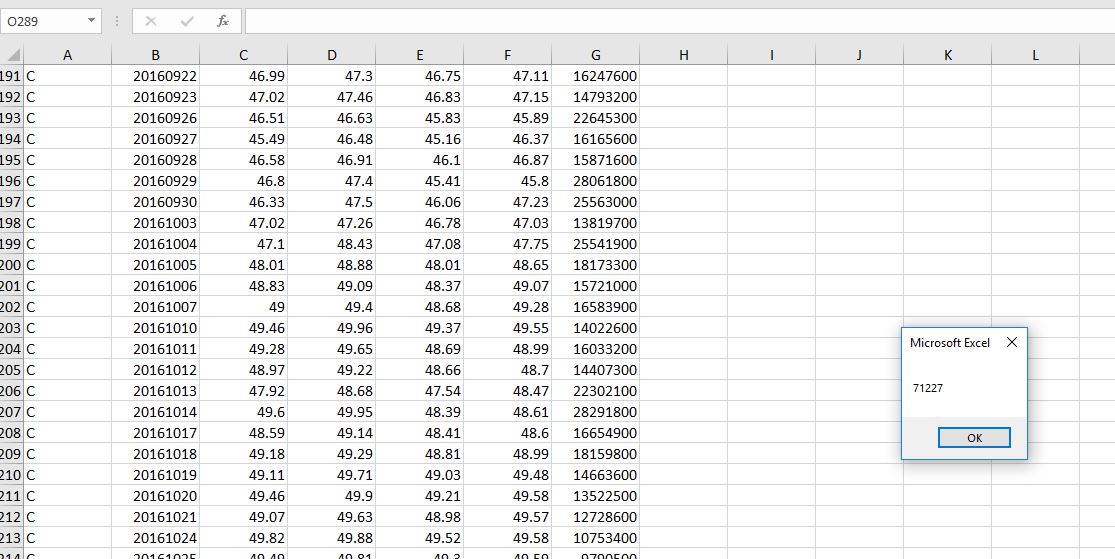 O289 fx
A B C D E F G H I J K L
191 C 20160922 46.99 47.3 46.75 47.11 16247600
192 C 20160923 47.02 47.46 46.83 47.15 14793200
193 C 20160926 46.51 46.63 45.83 45.89 22645300
194 C 20160927 45.49 46.48 45.16 46.37 16165600
195 C 20160928 46.58 46.91 46.1 46.87 15871600
196 C 20160929 46.8 47.4 45.41 45.8 28061800
197 C 20160930 46.33 47.5 46.06 47.23 25563000
198 C 20161003 47.02 47.26 46.78 47.03 13819700
199 C 20161004 47.1 48.43 47.08 47.75 25541900
200 C 20161005 48.01 48.88 48.01 48.65 18173300
201 C 20161006 48.83 49.09 48.37 49.07 15721000
202 C 20161007 49 49.4 48.68 49.28 16583900
203 C 20161010 49.46 49.96 49.37 49.55 14022600
204 C 20161011 49.28 49.65 48.69 48.99 16033200
205 C 20161012 48.97 49.22 48.66 48.7 14407300
206 C 20161013 47.92 48.68 47.54 48.47 22302100
207 C 20161014 49.6 49.95 48.39 48.61 28291800
208 C 20161017 48.59 49.14 48.41 48.6 16654900
209 C 20161018 49.18 49.29 48.81 48.99 18159800
210 C 20161019 49.11 49.71 49.03 49.48 14663600
211 C 20161020 49.46 49.9 49.21 49.58 13522500
212 C 20161021 49.07 49.63 48.98 49.57 12728600
213 C 20161024 49.82 49.88 49.52 49.58 10753400
214 C 20161025 49.49 49.81 49.3 49.59 9790500
Microsoft Excel
71227
OK